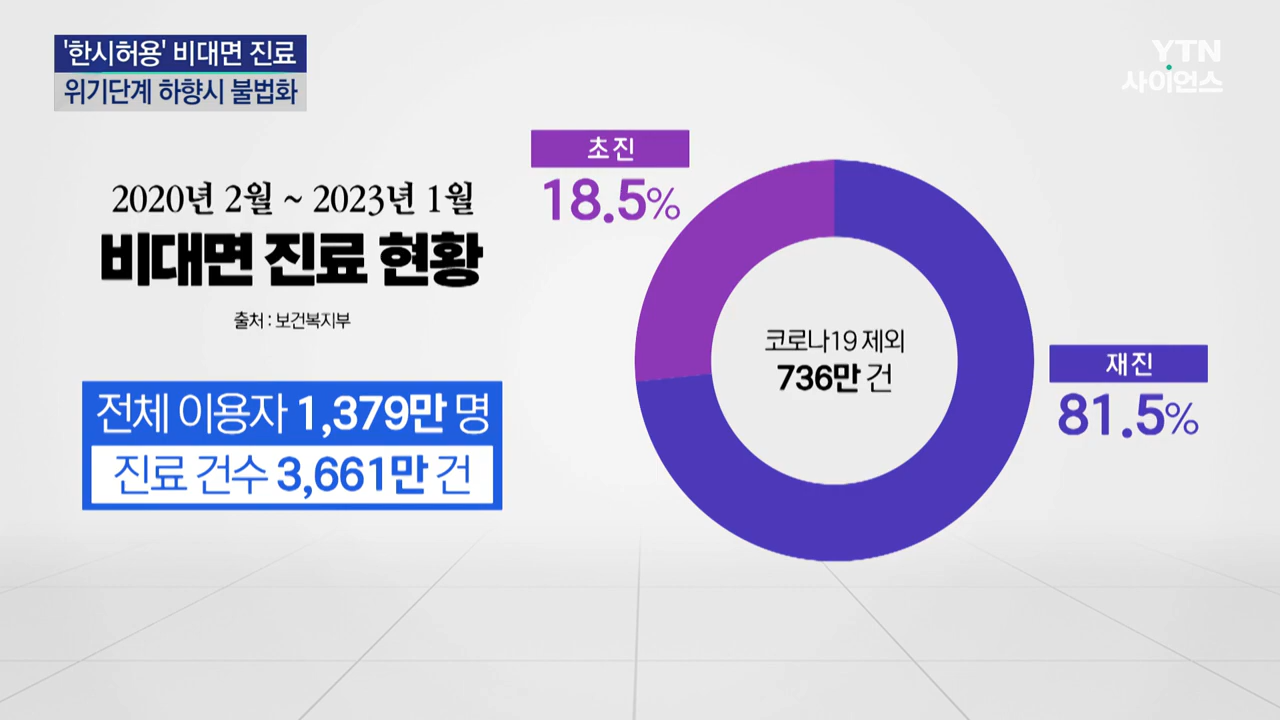 '한시허용' 비대면 진료
위기단계 하향시 불법화
YTN
사이언스
2020년 2월 ~ 2023년 1월
비대면 진료 현황
출처 : 보건복지부
전체 이용자 1,379만 명
진료 건수 3,661만 건
초진
18.5%
코로나19 제외
736만 건
재진
81.5%